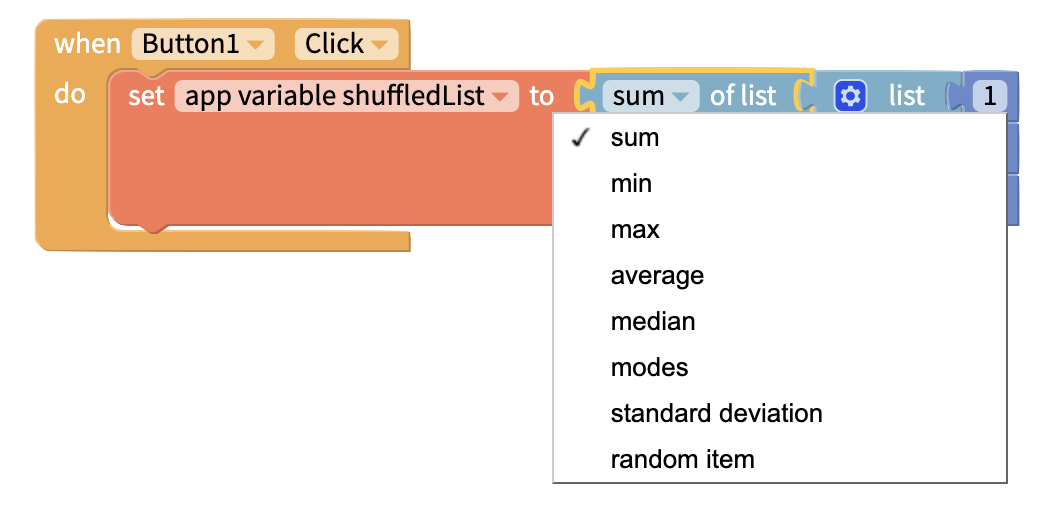 when Button1 Click
do set app variable shuffledList to sum of list list 1
sum
min
max
average
median
modes
standard deviation
random item